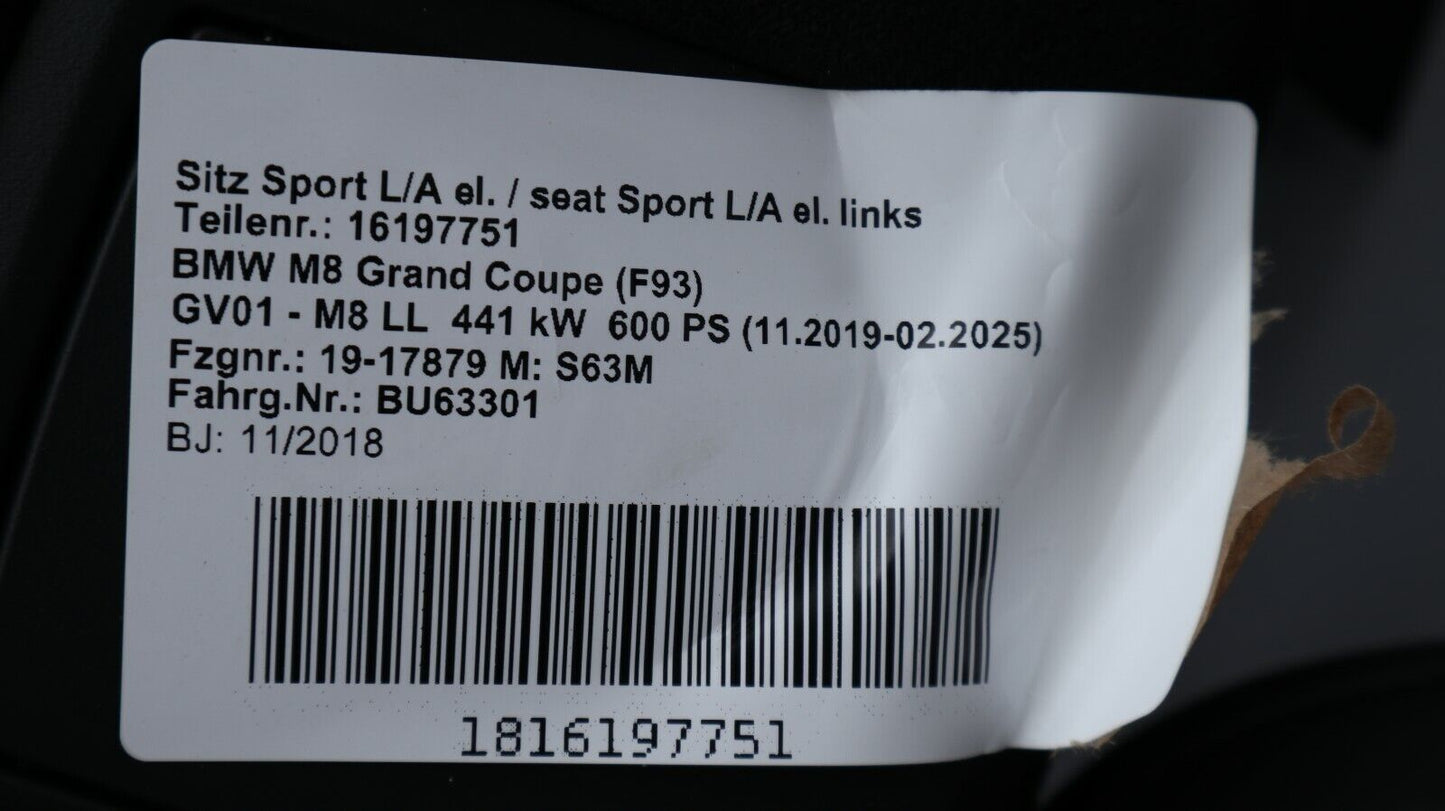 Sitz Sport L/A el. / seat Sport L/A el. links
Teilenr.: 16197751
BMW M8 Grand Coupe (F93)
GV01 - M8 LL 441 kW 600 PS (11.2019-02.2025)
Fzgnr.: 19-17879 M: S63M
Fahrg.Nr.: BU63301
BJ: 11/2018
1816197751